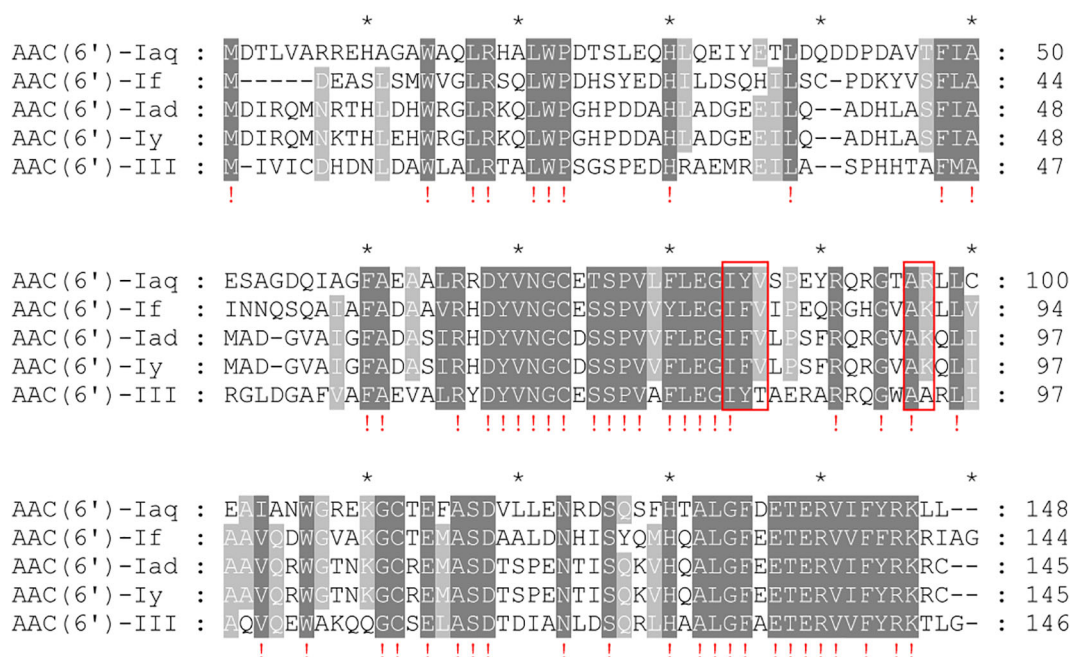 * * * * *
AAC(6')-Iaq : MDTLVARREHAGAWAQLRHALWPDTSLEQHLQEIYETLDQDDPDAVTFIA : 50
AAC(6')-If : M-----DEASLSMWVGLRSQLWPDHSYEDHILDSQHILSC-PDKYVSFLA : 44
AAC(6')-Iad : MDIRQMNRTHLDHWRGLRKQLWPGHPDDAHLADGEEILQ--ADHLASFIA : 48
AAC(6')-Iy : MDIRQMNKTHLEHWRGLRKQLWPGHPDDAHLADGEEILQ--ADHLASFIA : 48
AAC(6')-III : M-IVICDHDNLDAWLALRTALWPSGSPEDHRAEMREILA--SPHHTAFMA : 47
! ! !! !!! ! ! ! !
* * * * *
AAC(6')-Iaq : ESAGDQIAGFAEAALRRDYVNGCETSPVLFLEGIYVSPEYRQRGTARLLC : 100
AAC(6')-If : INNQSQAIAFADAAVRHDYVNGCESSPVVYLEGIFVIPEQRGHGVAKLLV : 94
AAC(6')-Iad : MAD-GVAIGFADASIRHDYVNGCDSSPVVYLEGIFVLPSFRQRGVAKQLI : 97
AAC(6')-Iy : MAD-GVAIGFADASIRHDYVNGCDSSPVVFLEGIFVLPSFRQRGVAKQLI : 97
AAC(6')-III : RGLDGAFVAFAEVALRYDYVNGCESSPVAFLEGIYTAERARRQGWAARLI : 97
!! ! !!!!!! !!!! !!!!! ! ! ! !
* * * * *
AAC(6')-Iaq : EAIANWGREKGCTEFASDVLLENRDSQSFHTALGFDETERVIFYRKLL-- : 148
AAC(6')-If : AAVQDWGVAKGCTEMASDAALDNHISYQMHQALGFEETERVVFFRKRIAG : 144
AAC(6')-Iad : AAVQRWGTNKGCREMASDTSPENTISQKVHQALGFEETERVIFYRKRC-- : 145
AAC(6')-Iy : AAVQRWGTNKGCREMASDTSPENTISQKVHQALGFEETERVIFYRKRC-- : 145
AAC(6')-III : AQVQEWAKQQGCSELASDTDIANLDSQRLHAALGFAETERVVFYRKTLG- : 146
! ! !! ! !!! ! ! ! !!!! !!!!! ! !!